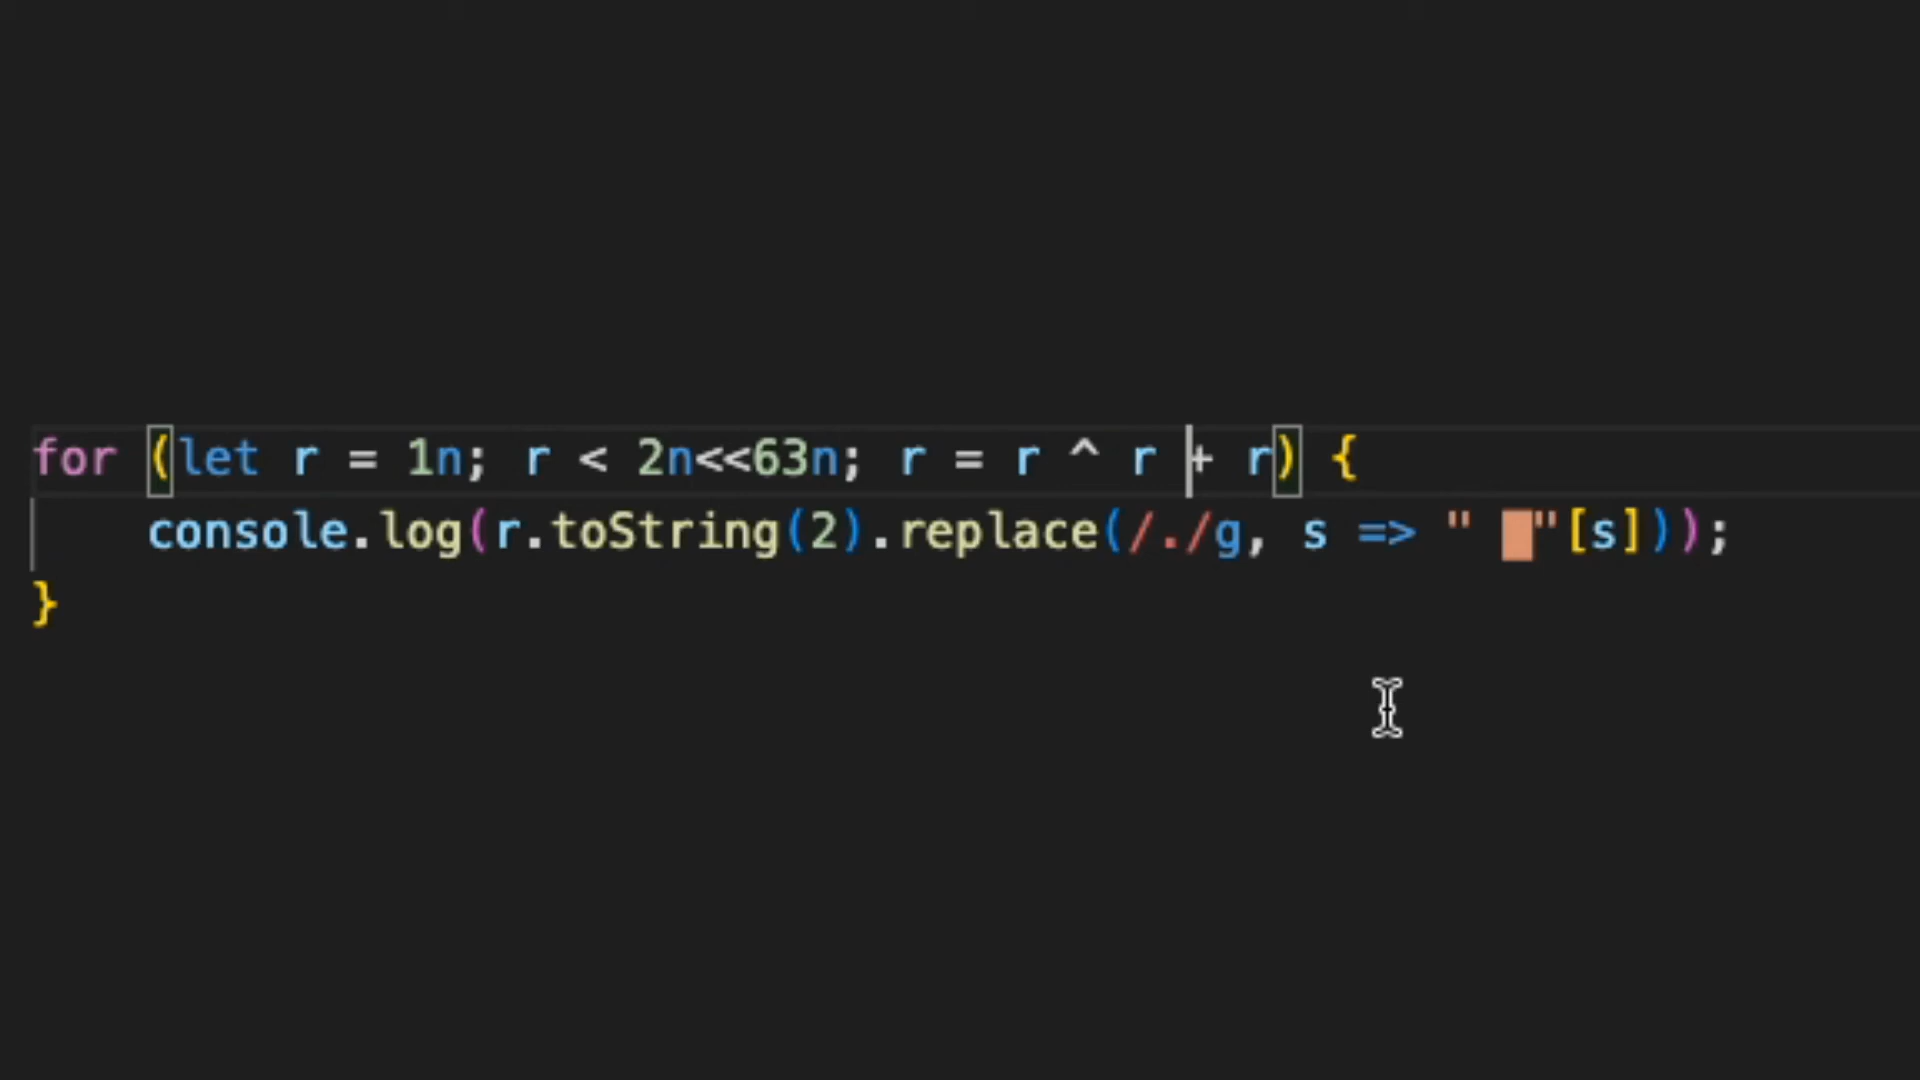 for (let r = 1n; r < 2n<<63n; r = r ^ r + r) {
    console.log(r.toString(2).replace(/./g, s => " █"[s]));
}